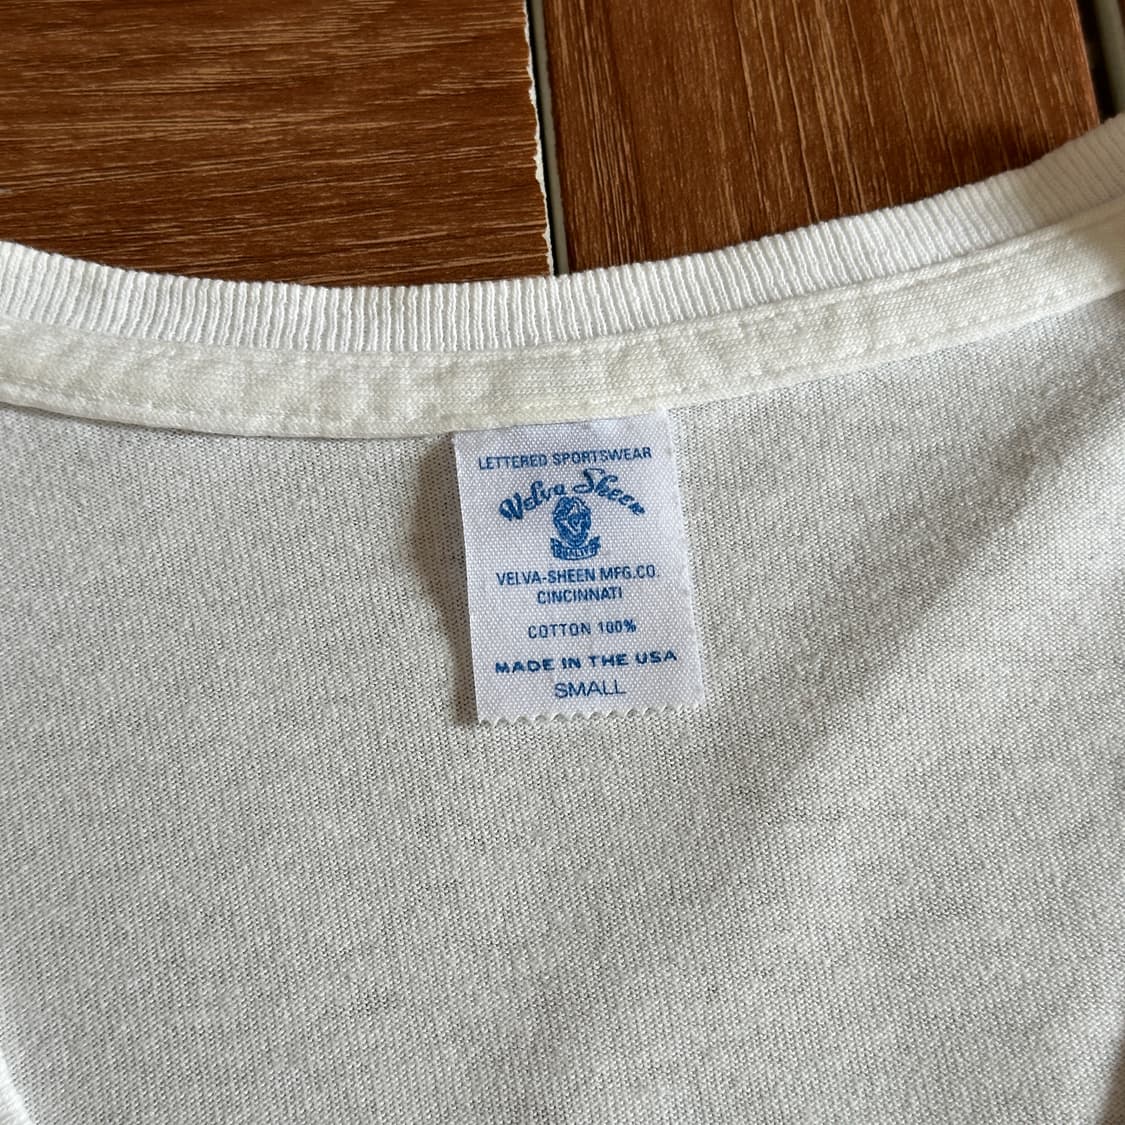 LETTERED SPORTSWEAR
Velva Sheen
VELVA-SHEEN MFG.CO.
CINCINNATI
COTTON 100%
MADE IN THE USA
SMALL